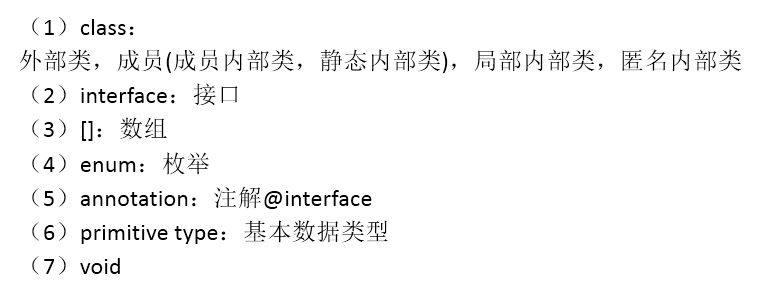 （1）class：
外部类，成员(成员内部类，静态内部类)，局部内部类，匿名内部类
（2）interface：接口
（3）[]：数组
（4）enum：枚举
（5）annotation：注解@interface
（6）primitive type：基本数据类型
（7）void